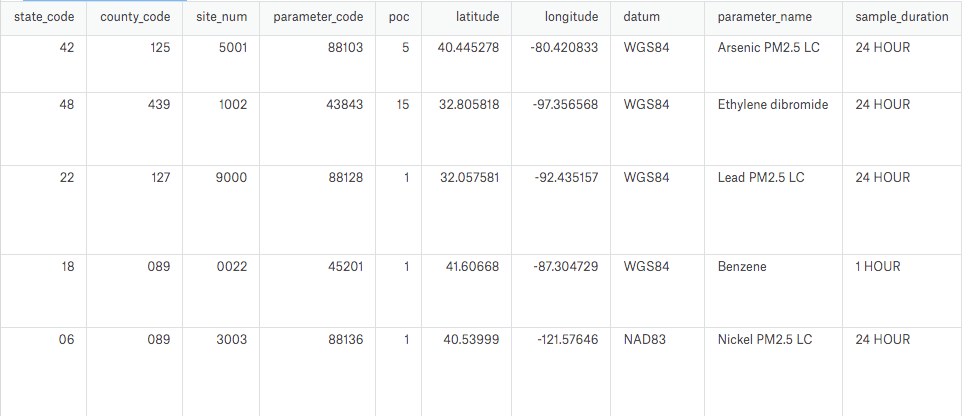 state_code county_code site_num parameter_code poc latitude longitude datum parameter_name sample_duration
42 125 5001 88103 5 40.445278 -80.420833 WGS84 Arsenic PM2.5 LC 24 HOUR
48 439 1002 43843 15 32.805818 -97.356568 WGS84 Ethylene dibromide 24 HOUR
22 127 9000 88128 1 32.057581 -92.435157 WGS84 Lead PM2.5 LC 24 HOUR
18 089 0022 45201 1 41.60668 -87.304729 WGS84 Benzene 1 HOUR
06 089 3003 88136 1 40.53999 -121.57646 NAD83 Nickel PM2.5 LC 24 HOUR